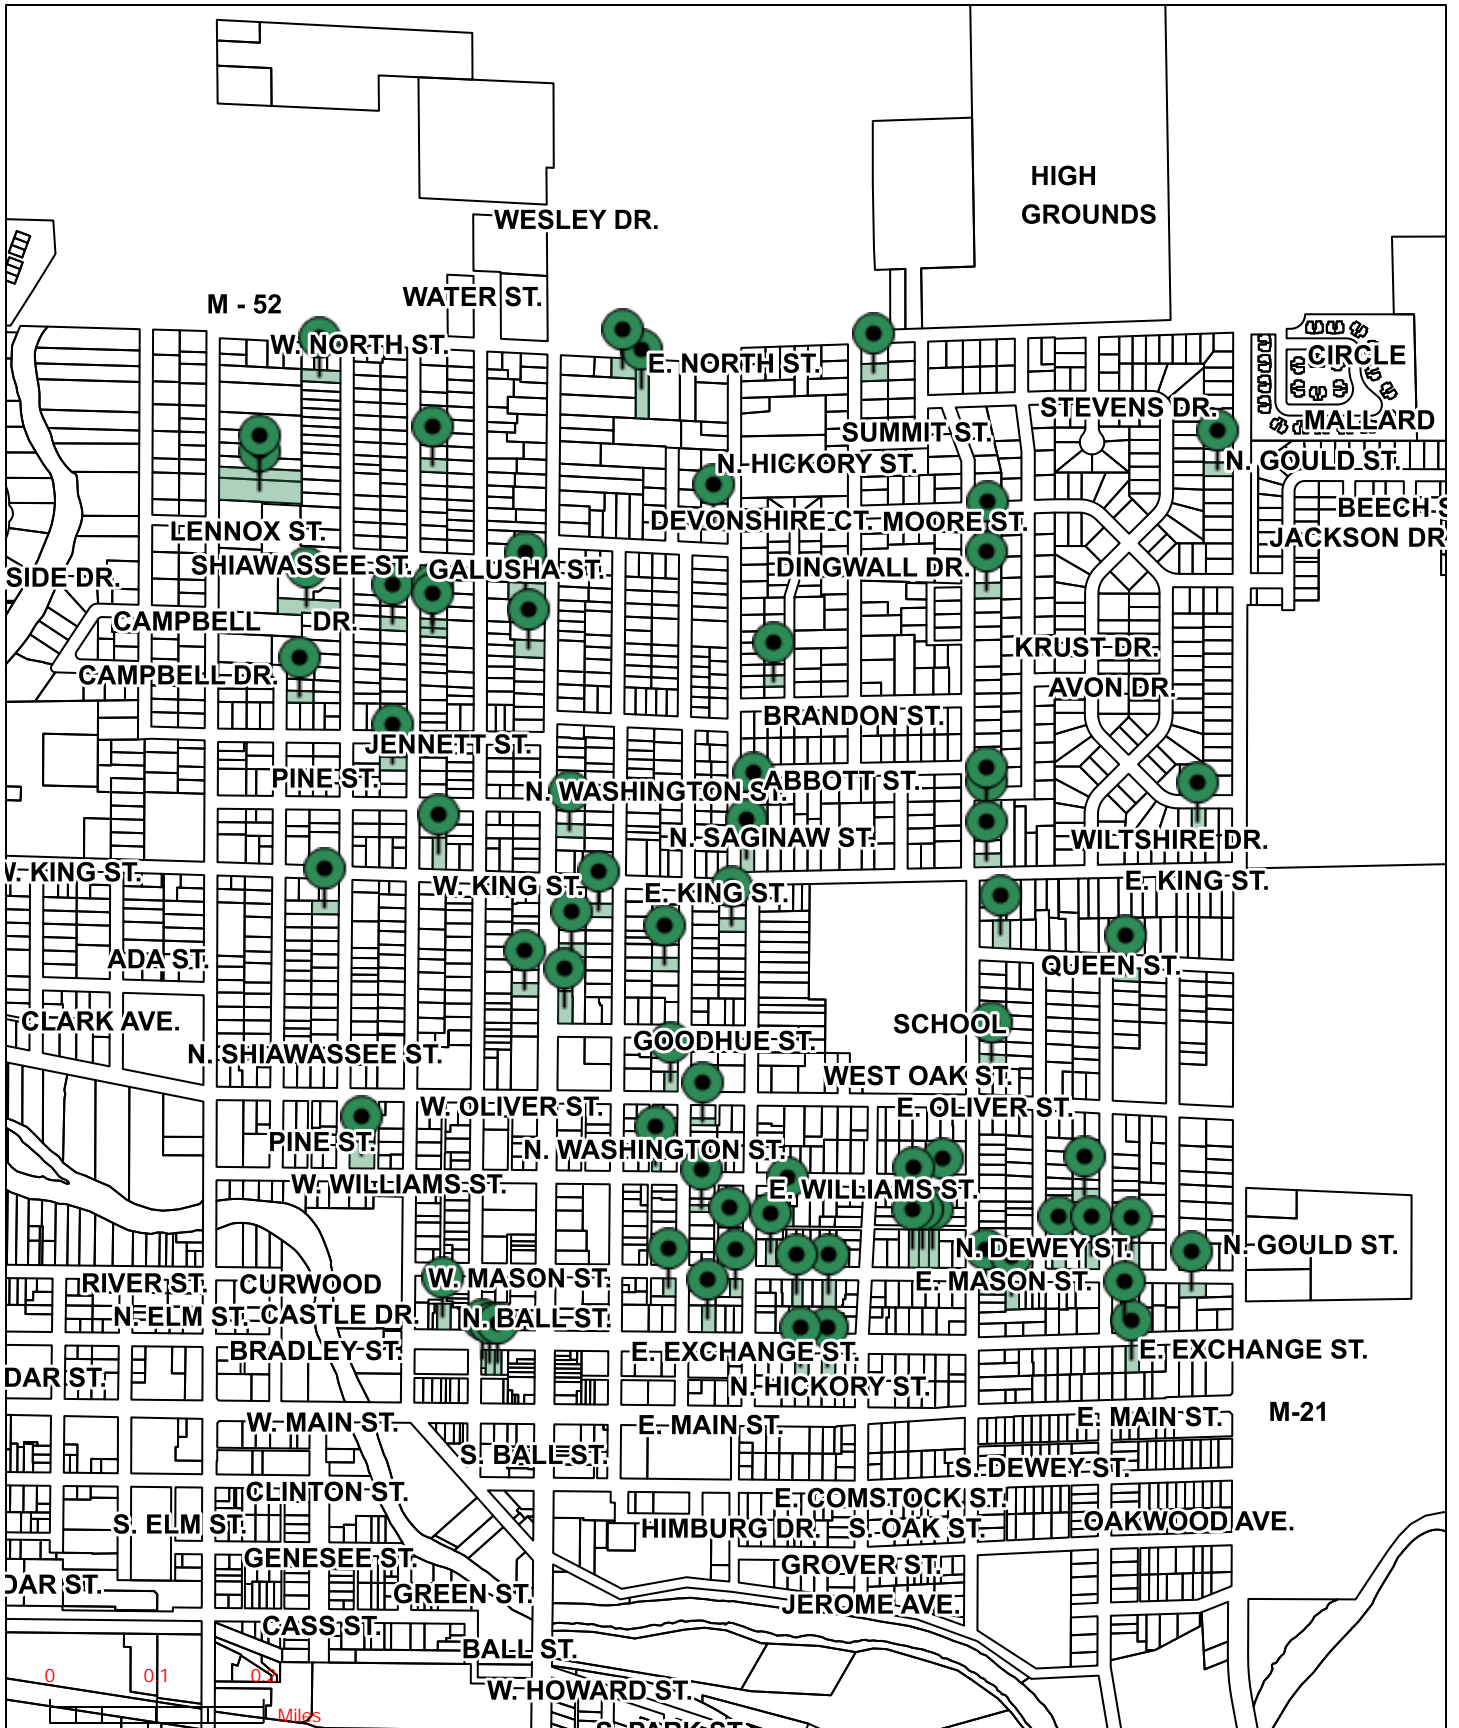 HIGH
GROUNDS
WESLEY DR.
WATER ST.
M - 52
W. NORTH ST.
E. NORTH ST.
CIRCLE
STEVENS DR.
MALLARD
SUMMIT ST.
N. HICKORY ST.
N. GOULD ST.
BEECH S
LENNOX ST.
DEVONSHIRE CT.
MOORE ST.
JACKSON DR
SHIAWASSEE ST.
GALUSHA ST.
DINGWALL DR.
SIDE DR.
CAMPBELL DR.
KRUST DR.
CAMPBELL DR.
AVON DR.
BRANDON ST.
JENNETT ST.
PINE ST.
N. WASHINGTON ST.
ABBOTT ST.
N. SAGINAW ST.
WILTSHIRE DR.
W. KING ST.
W. KING ST.
E. KING ST.
E. KING ST.
ADA ST.
QUEEN ST.
CLARK AVE.
SCHOOL
GOODHUE ST.
N. SHIAWASSEE ST.
WEST OAK ST.
W. OLIVER ST.
E. OLIVER ST.
PINE ST.
N. WASHINGTON ST.
W. WILLIAMS ST.
E. WILLIAMS ST.
N. DEWEY ST.
N. GOULD ST.
RIVER ST.
CURWOOD
W. MASON ST.
E. MASON ST.
N. ELM ST.
CASTLE DR.
N. BALL ST.
BRADLEY ST.
E. EXCHANGE ST.
E. EXCHANGE ST.
DAR ST.
N. HICKORY ST.
W. MAIN ST.
E. MAIN ST.
E. MAIN ST.
M-21
S. BALL ST.
S. DEWEY ST.
CLINTON ST.
E. COMSTOCK ST.
S. ELM ST.
HIMBURG DR.
S. OAK ST.
OAKWOOD AVE.
GENESEE ST.
GROVER ST.
DAR ST.
GREEN ST.
JEROME AVE.
CASS ST.
BALL ST.
0 0.1 0.2
W. HOWARD ST.
Miles
S. PARK ST.